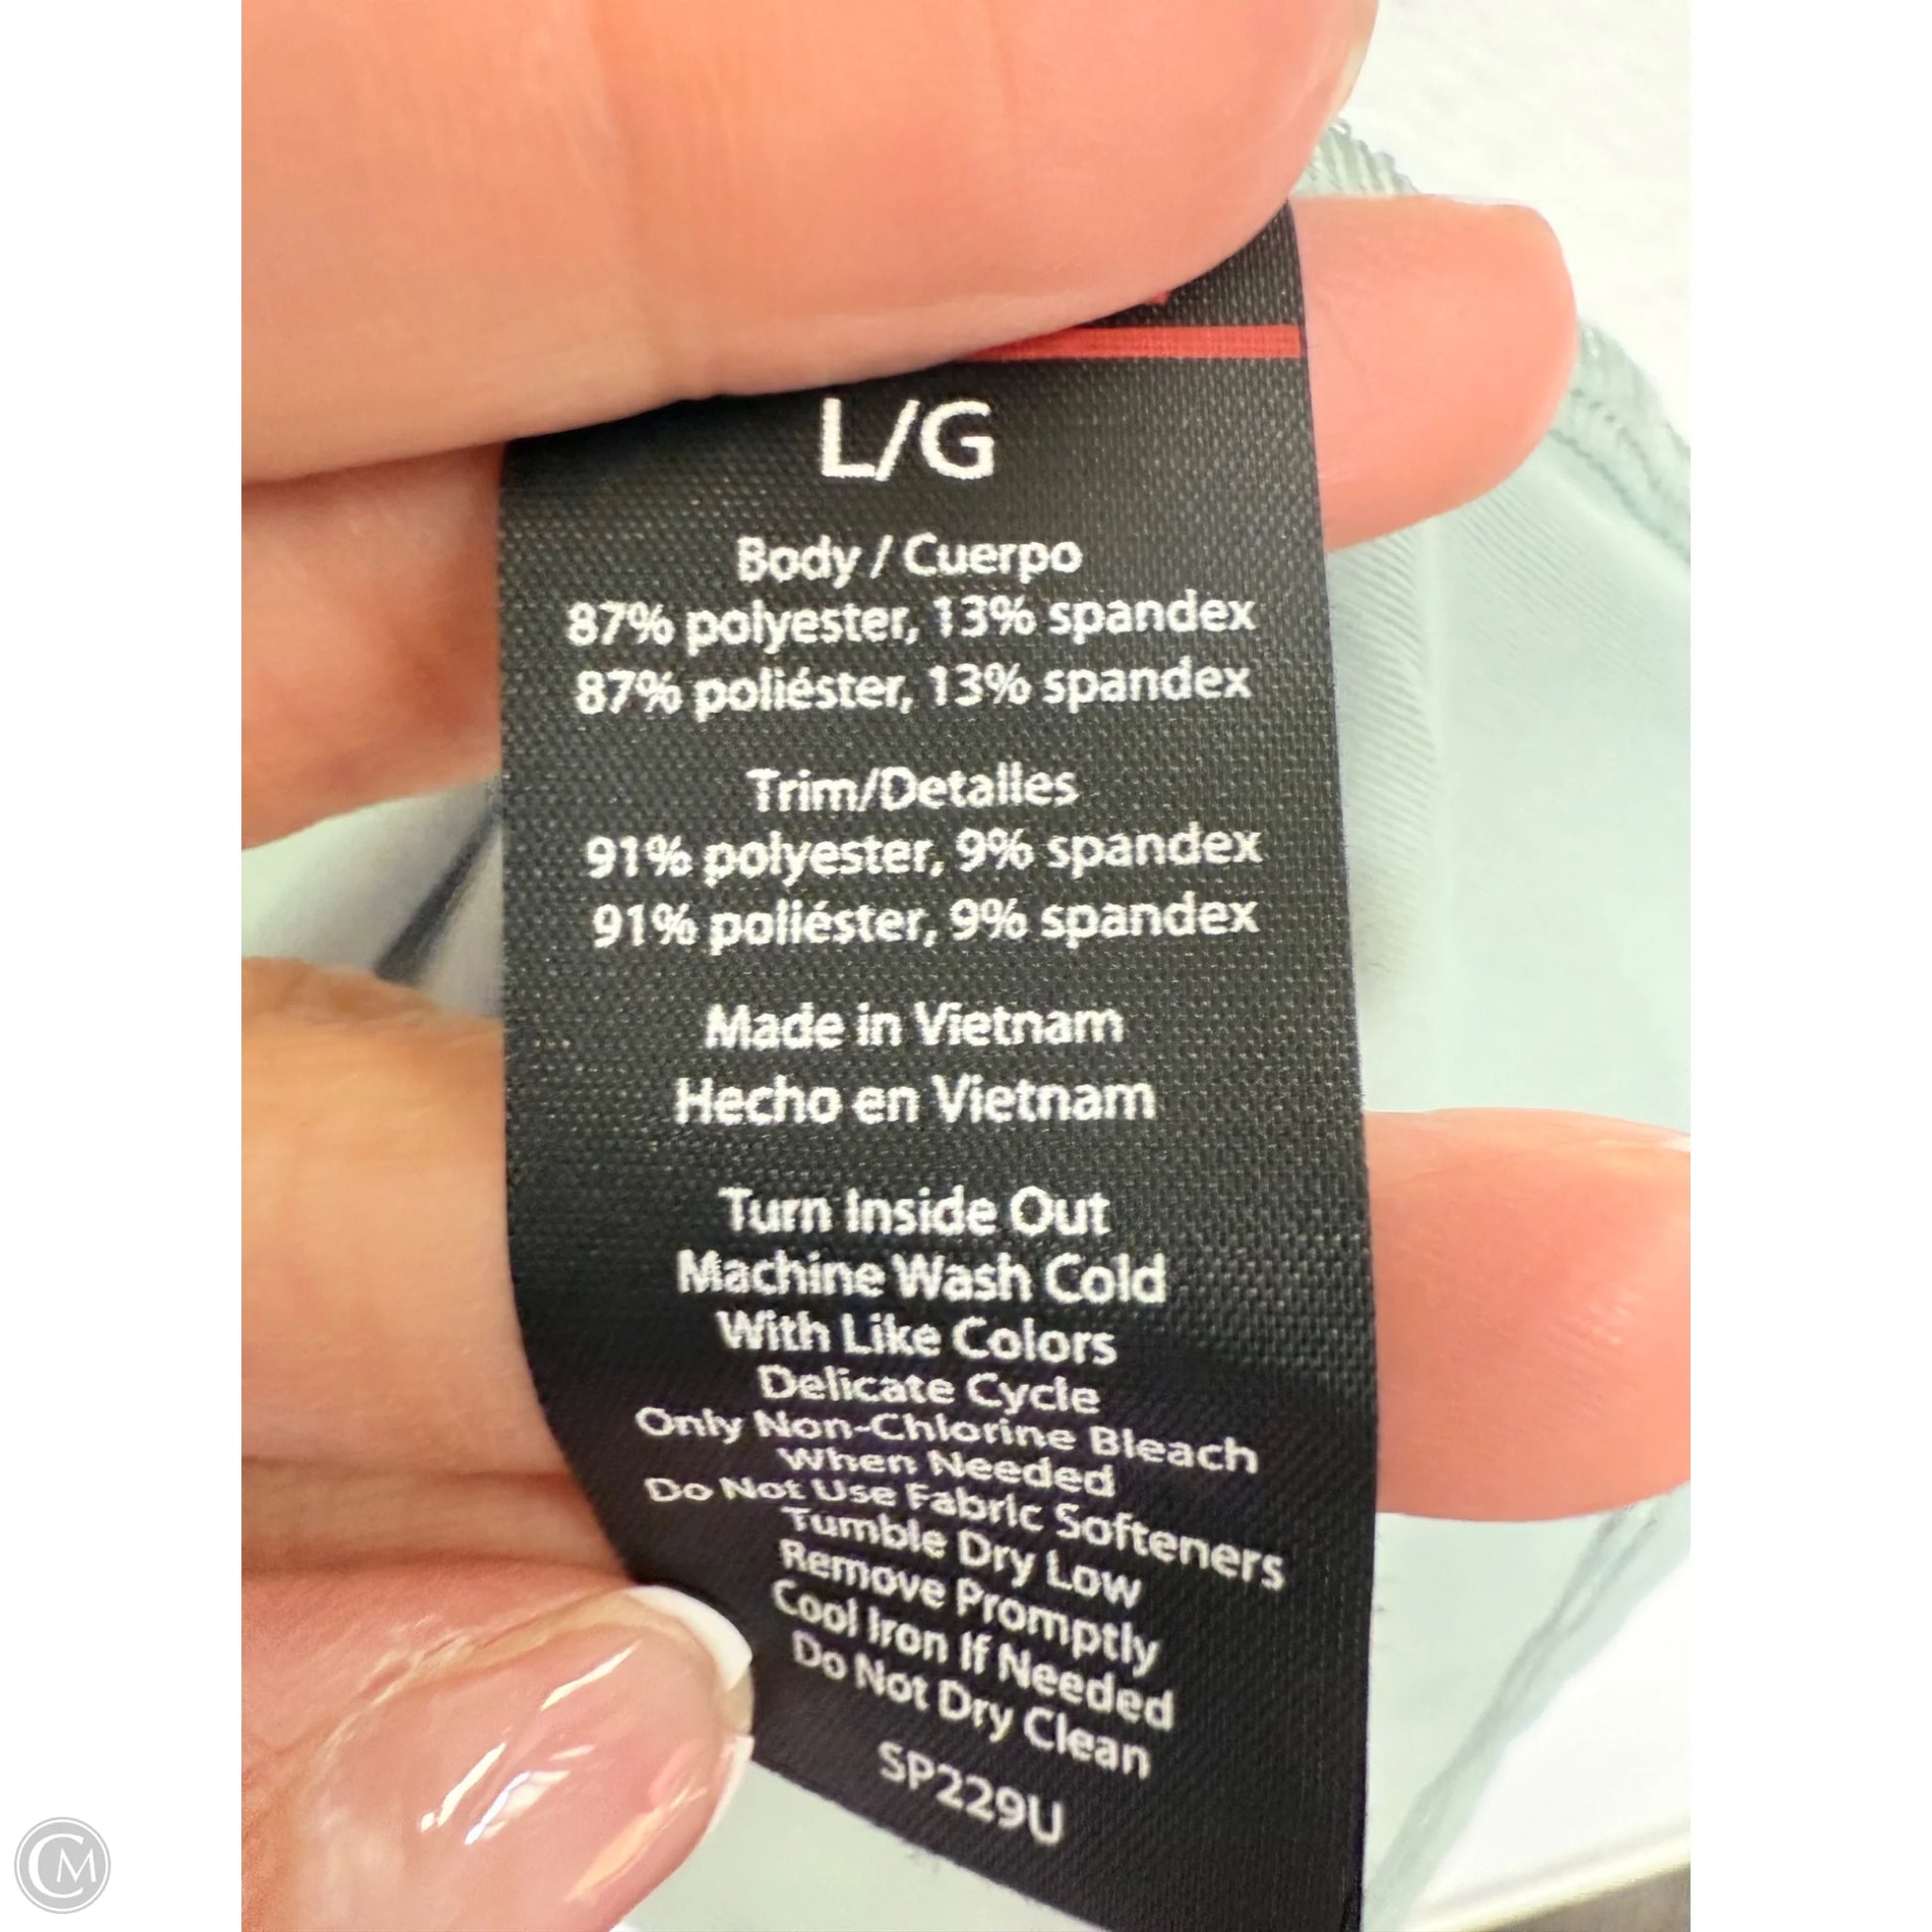 L/G
Body / Cuerpo
87% polyester, 13% spandex
87% poliéster, 13% spandex
Trim/Detalles
91% polyester, 9% spandex
91% poliéster, 9% spandex
Made in Vietnam
Hecho en Vietnam
Turn Inside Out
Machine Wash Cold
With Like Colors
Delicate Cycle
Only Non-Chlorine Bleach
When Needed
Do Not Use Fabric Softeners
Tumble Dry Low
Remove Promptly
Cool Iron If Needed
Do Not Dry Clean
SP229U
CM